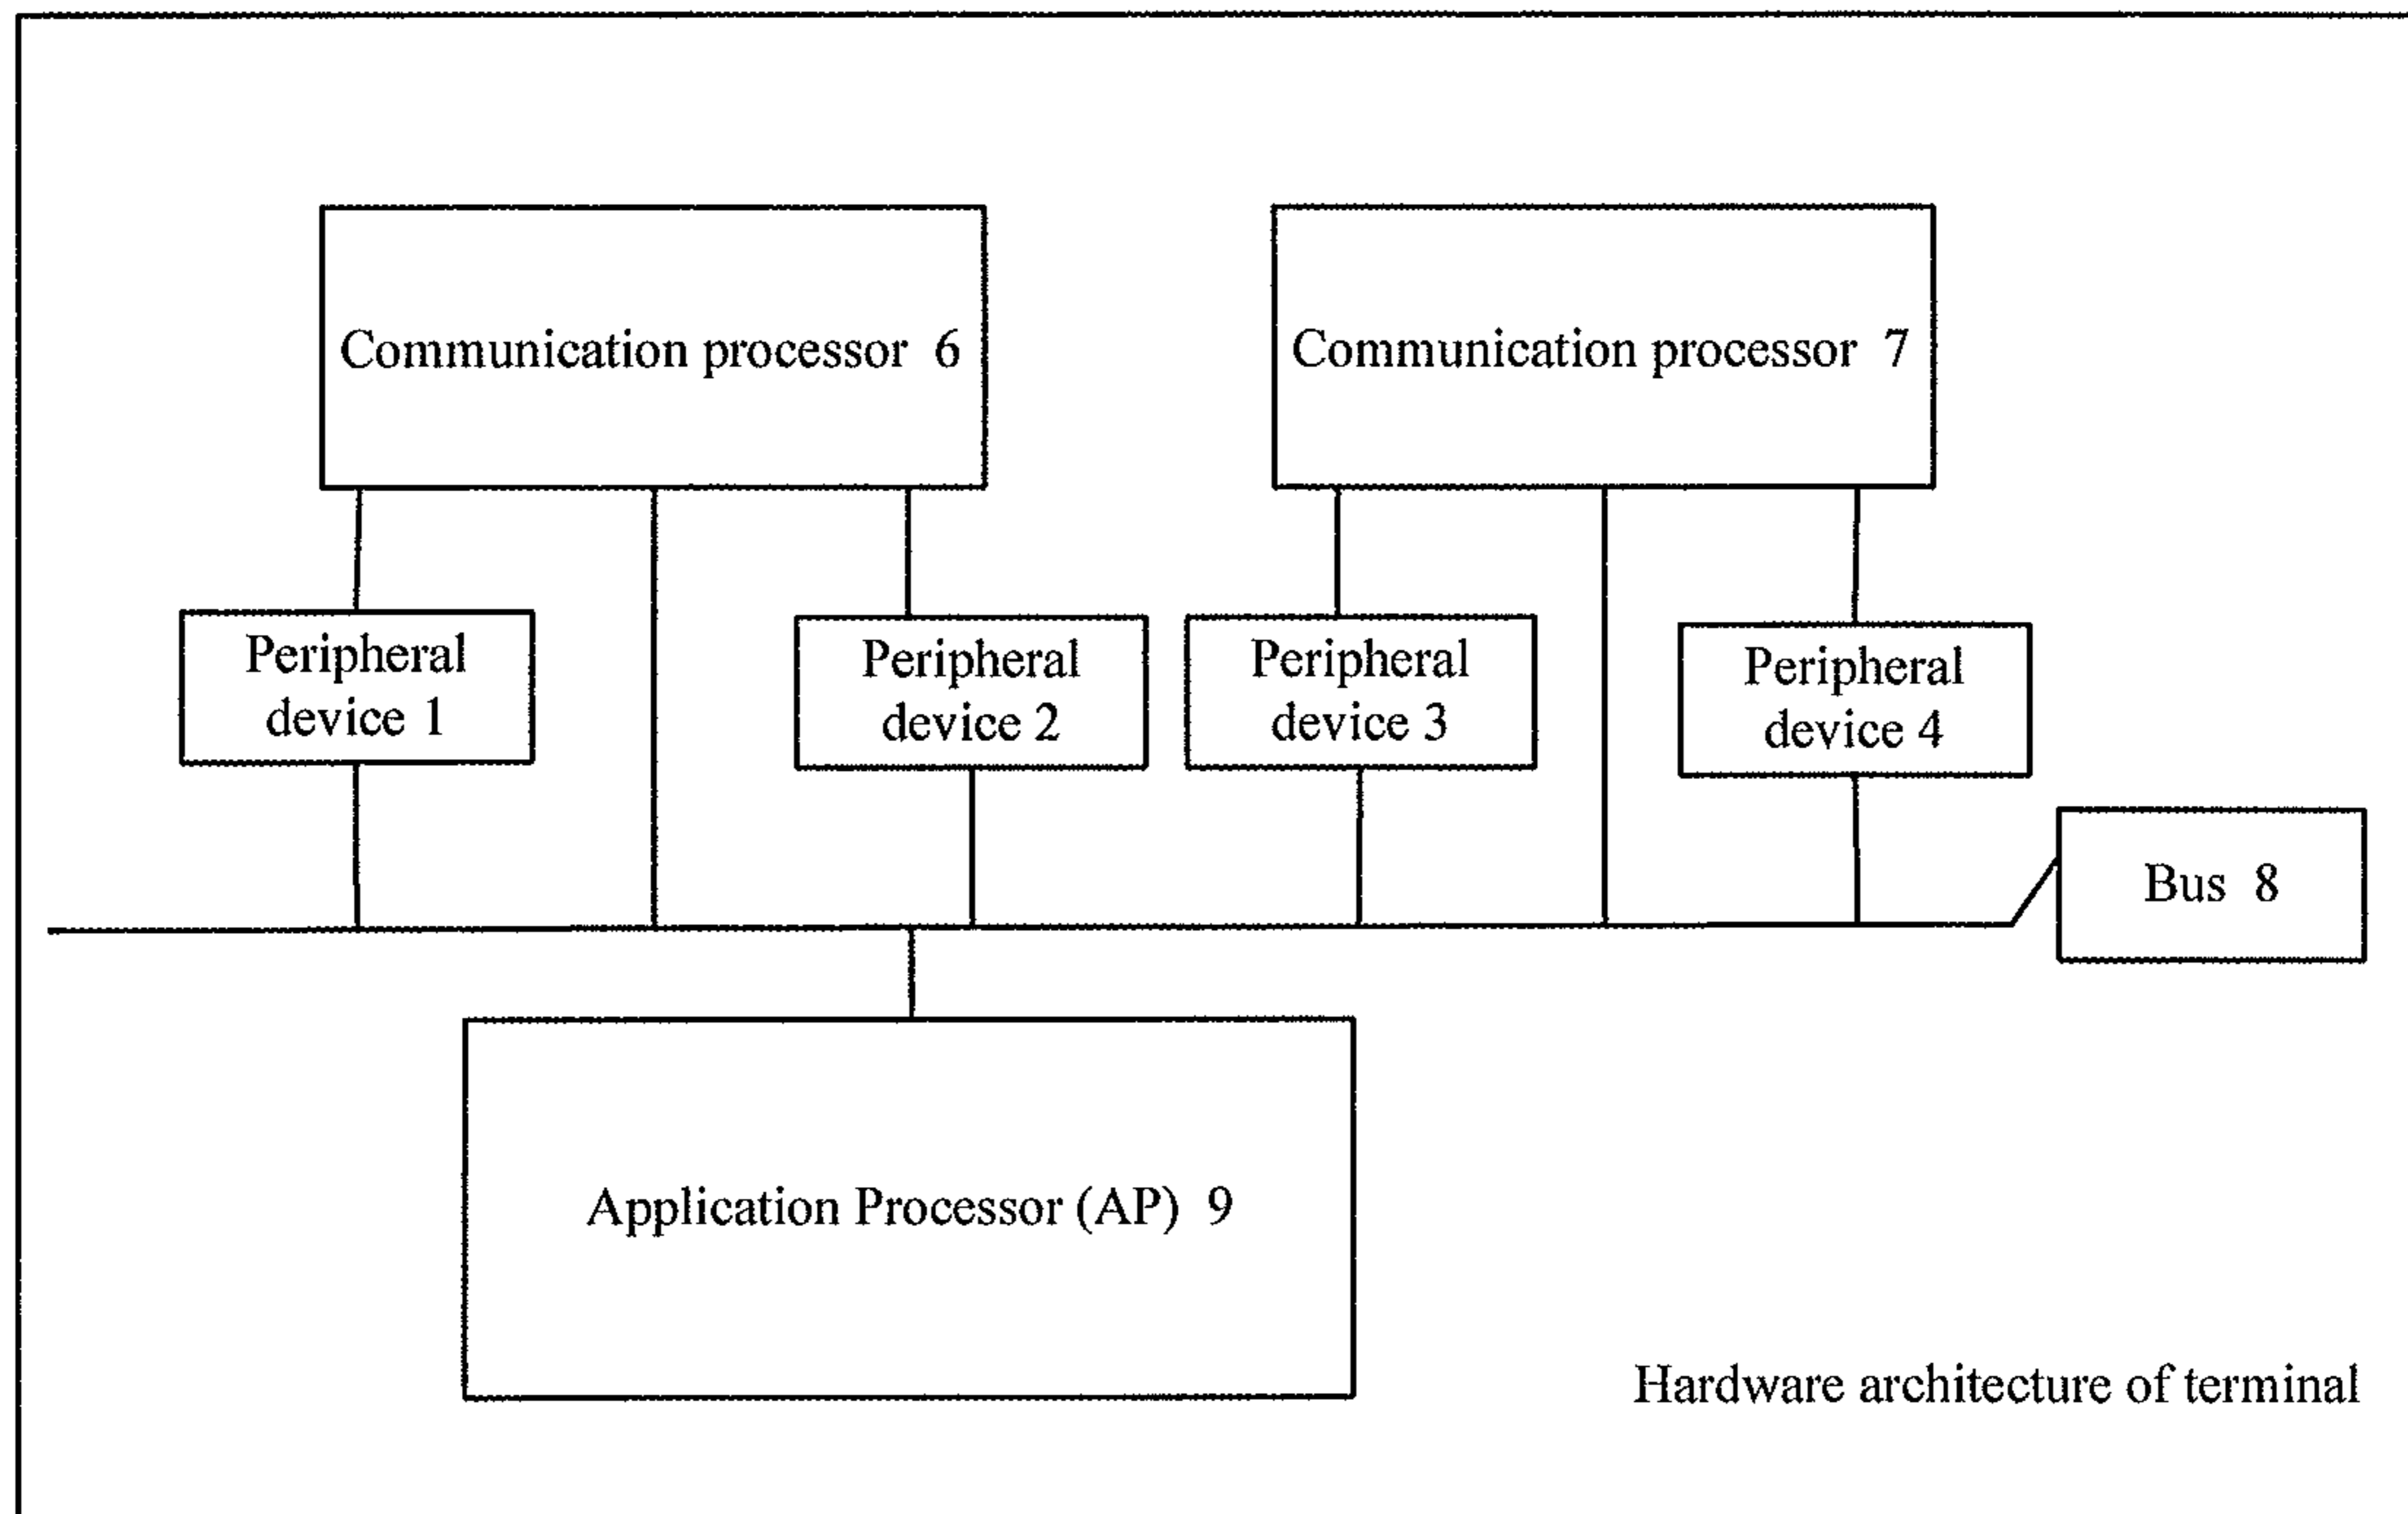 Communication processor 6
Communication processor 7
Peripheral
device 1
Peripheral
device 2
Peripheral
device 3
Peripheral
device 4
Bus 8
Application Processor (AP) 9
Hardware architecture of terminal